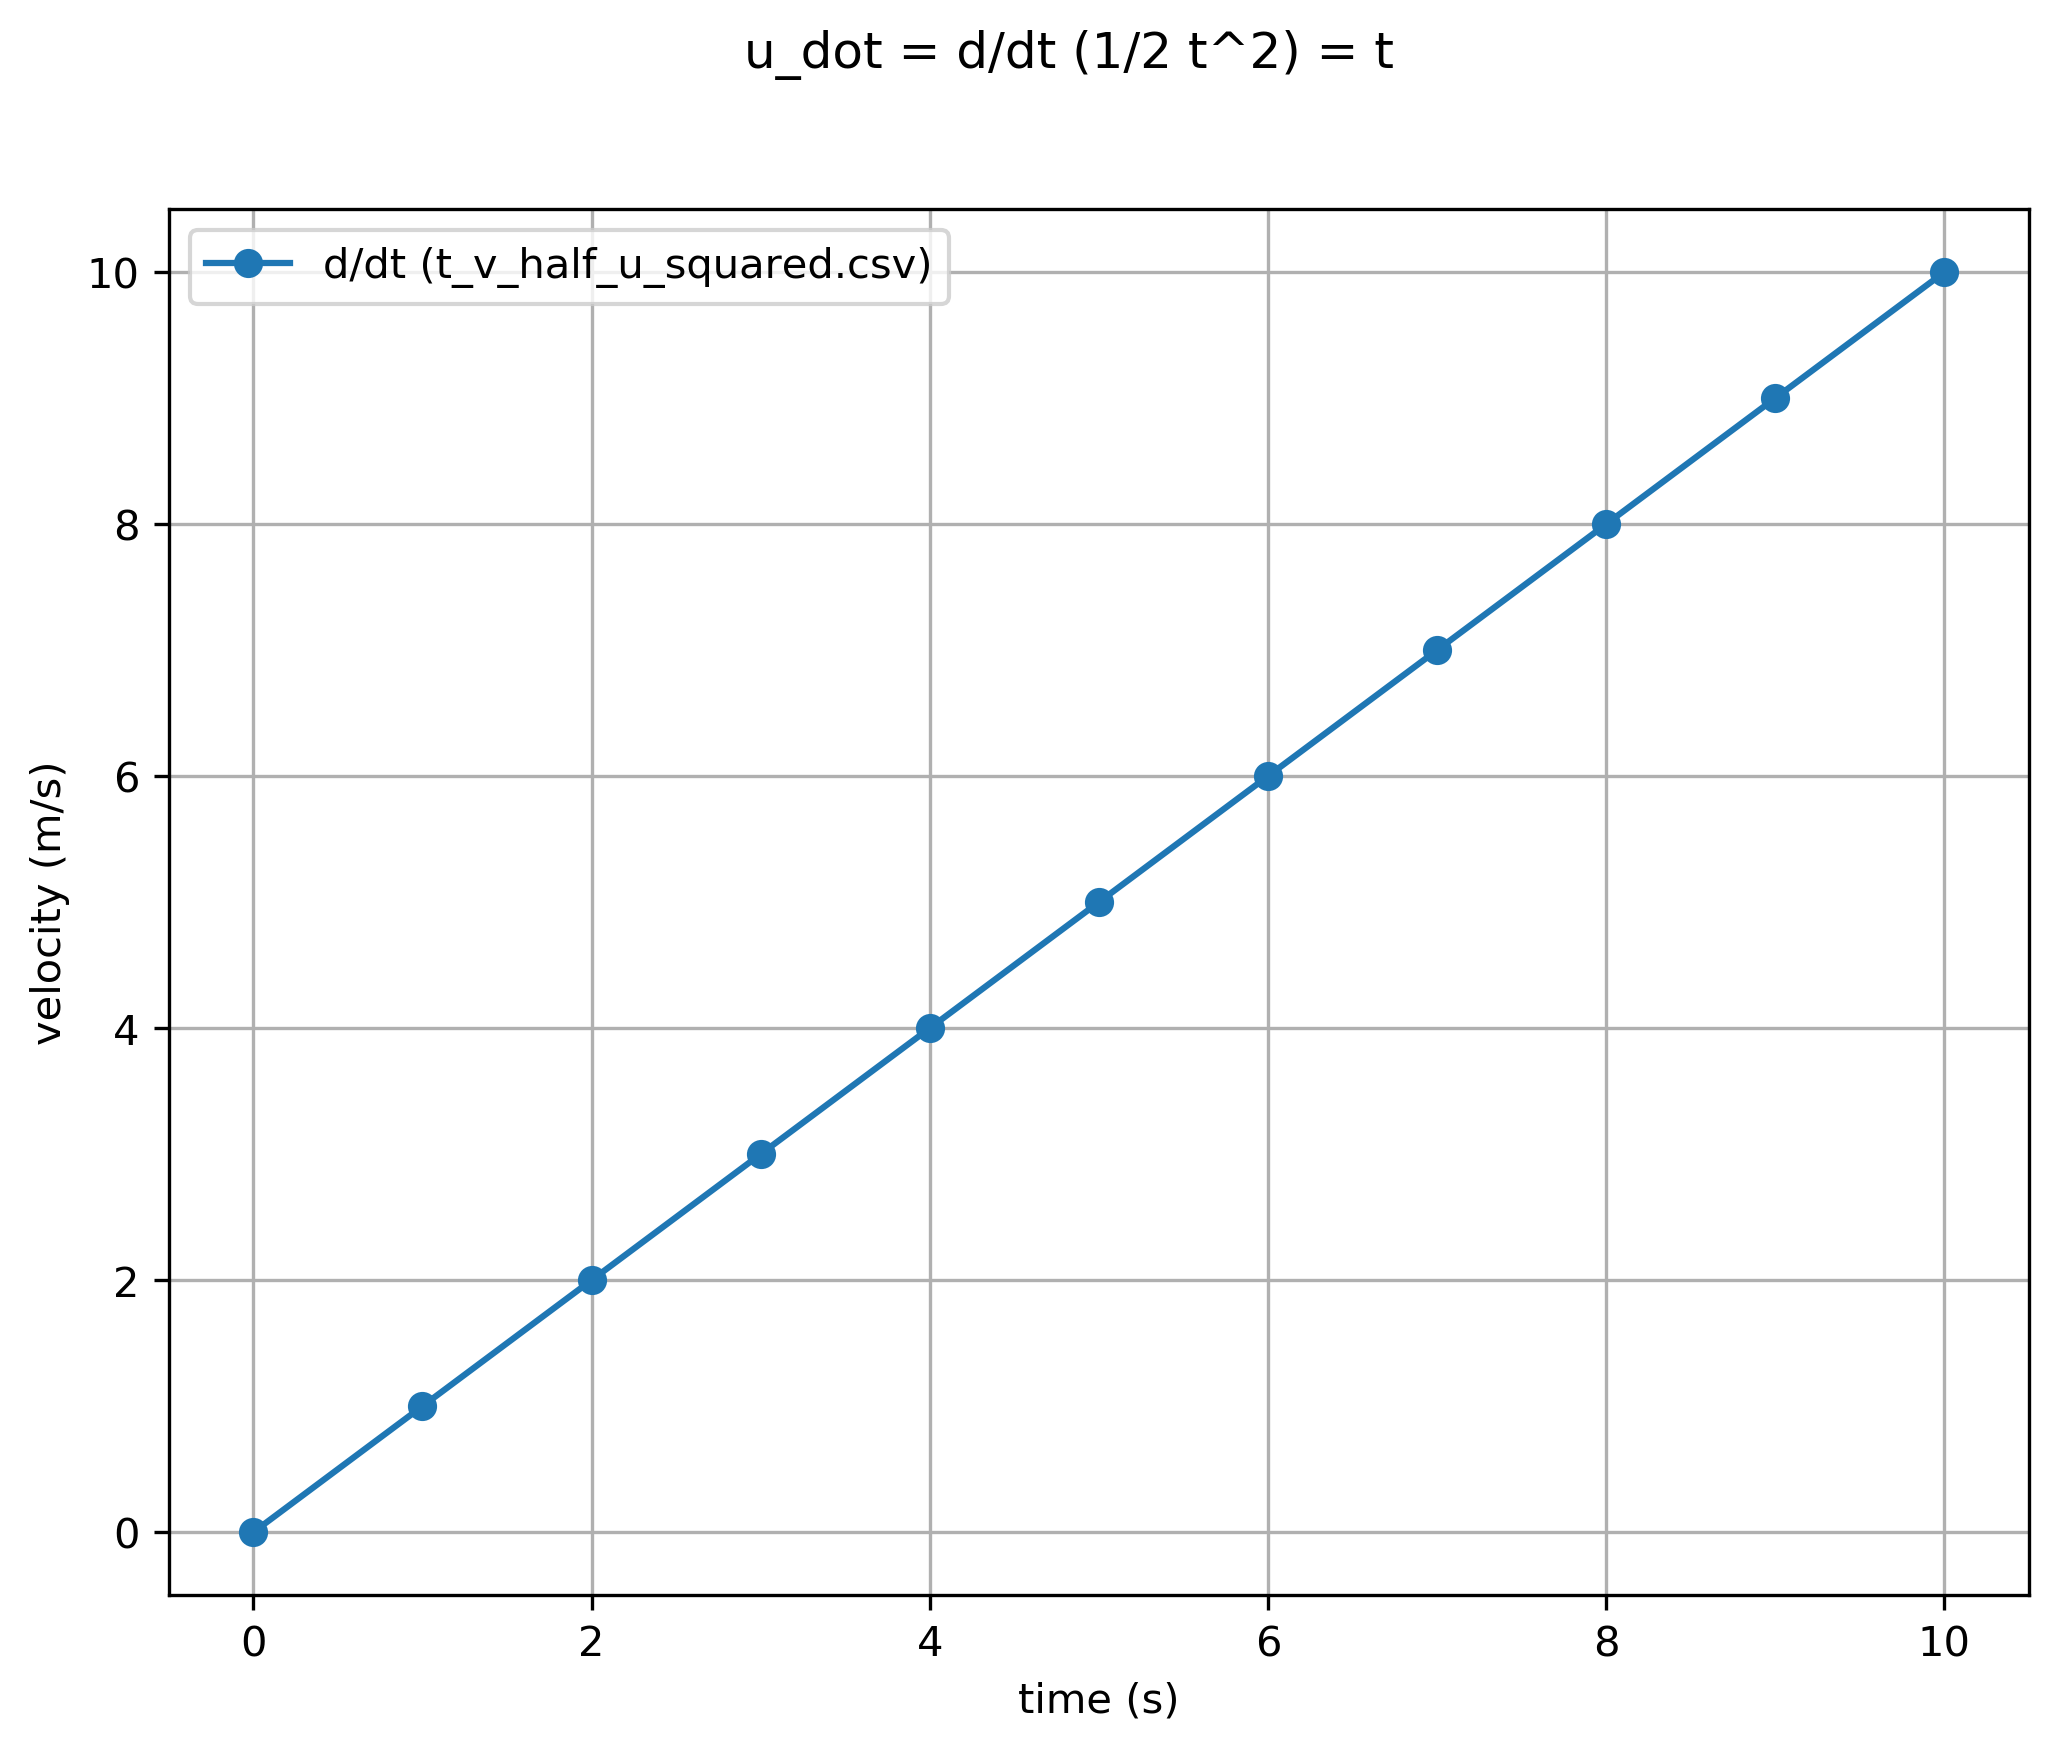 u_dot = d/dt (1/2 t^2) = t
d/dt (t_v_half_u_squared.csv)
10
8
6
4
2
0
velocity (m/s)
0 2 4 6 8 10
time (s)